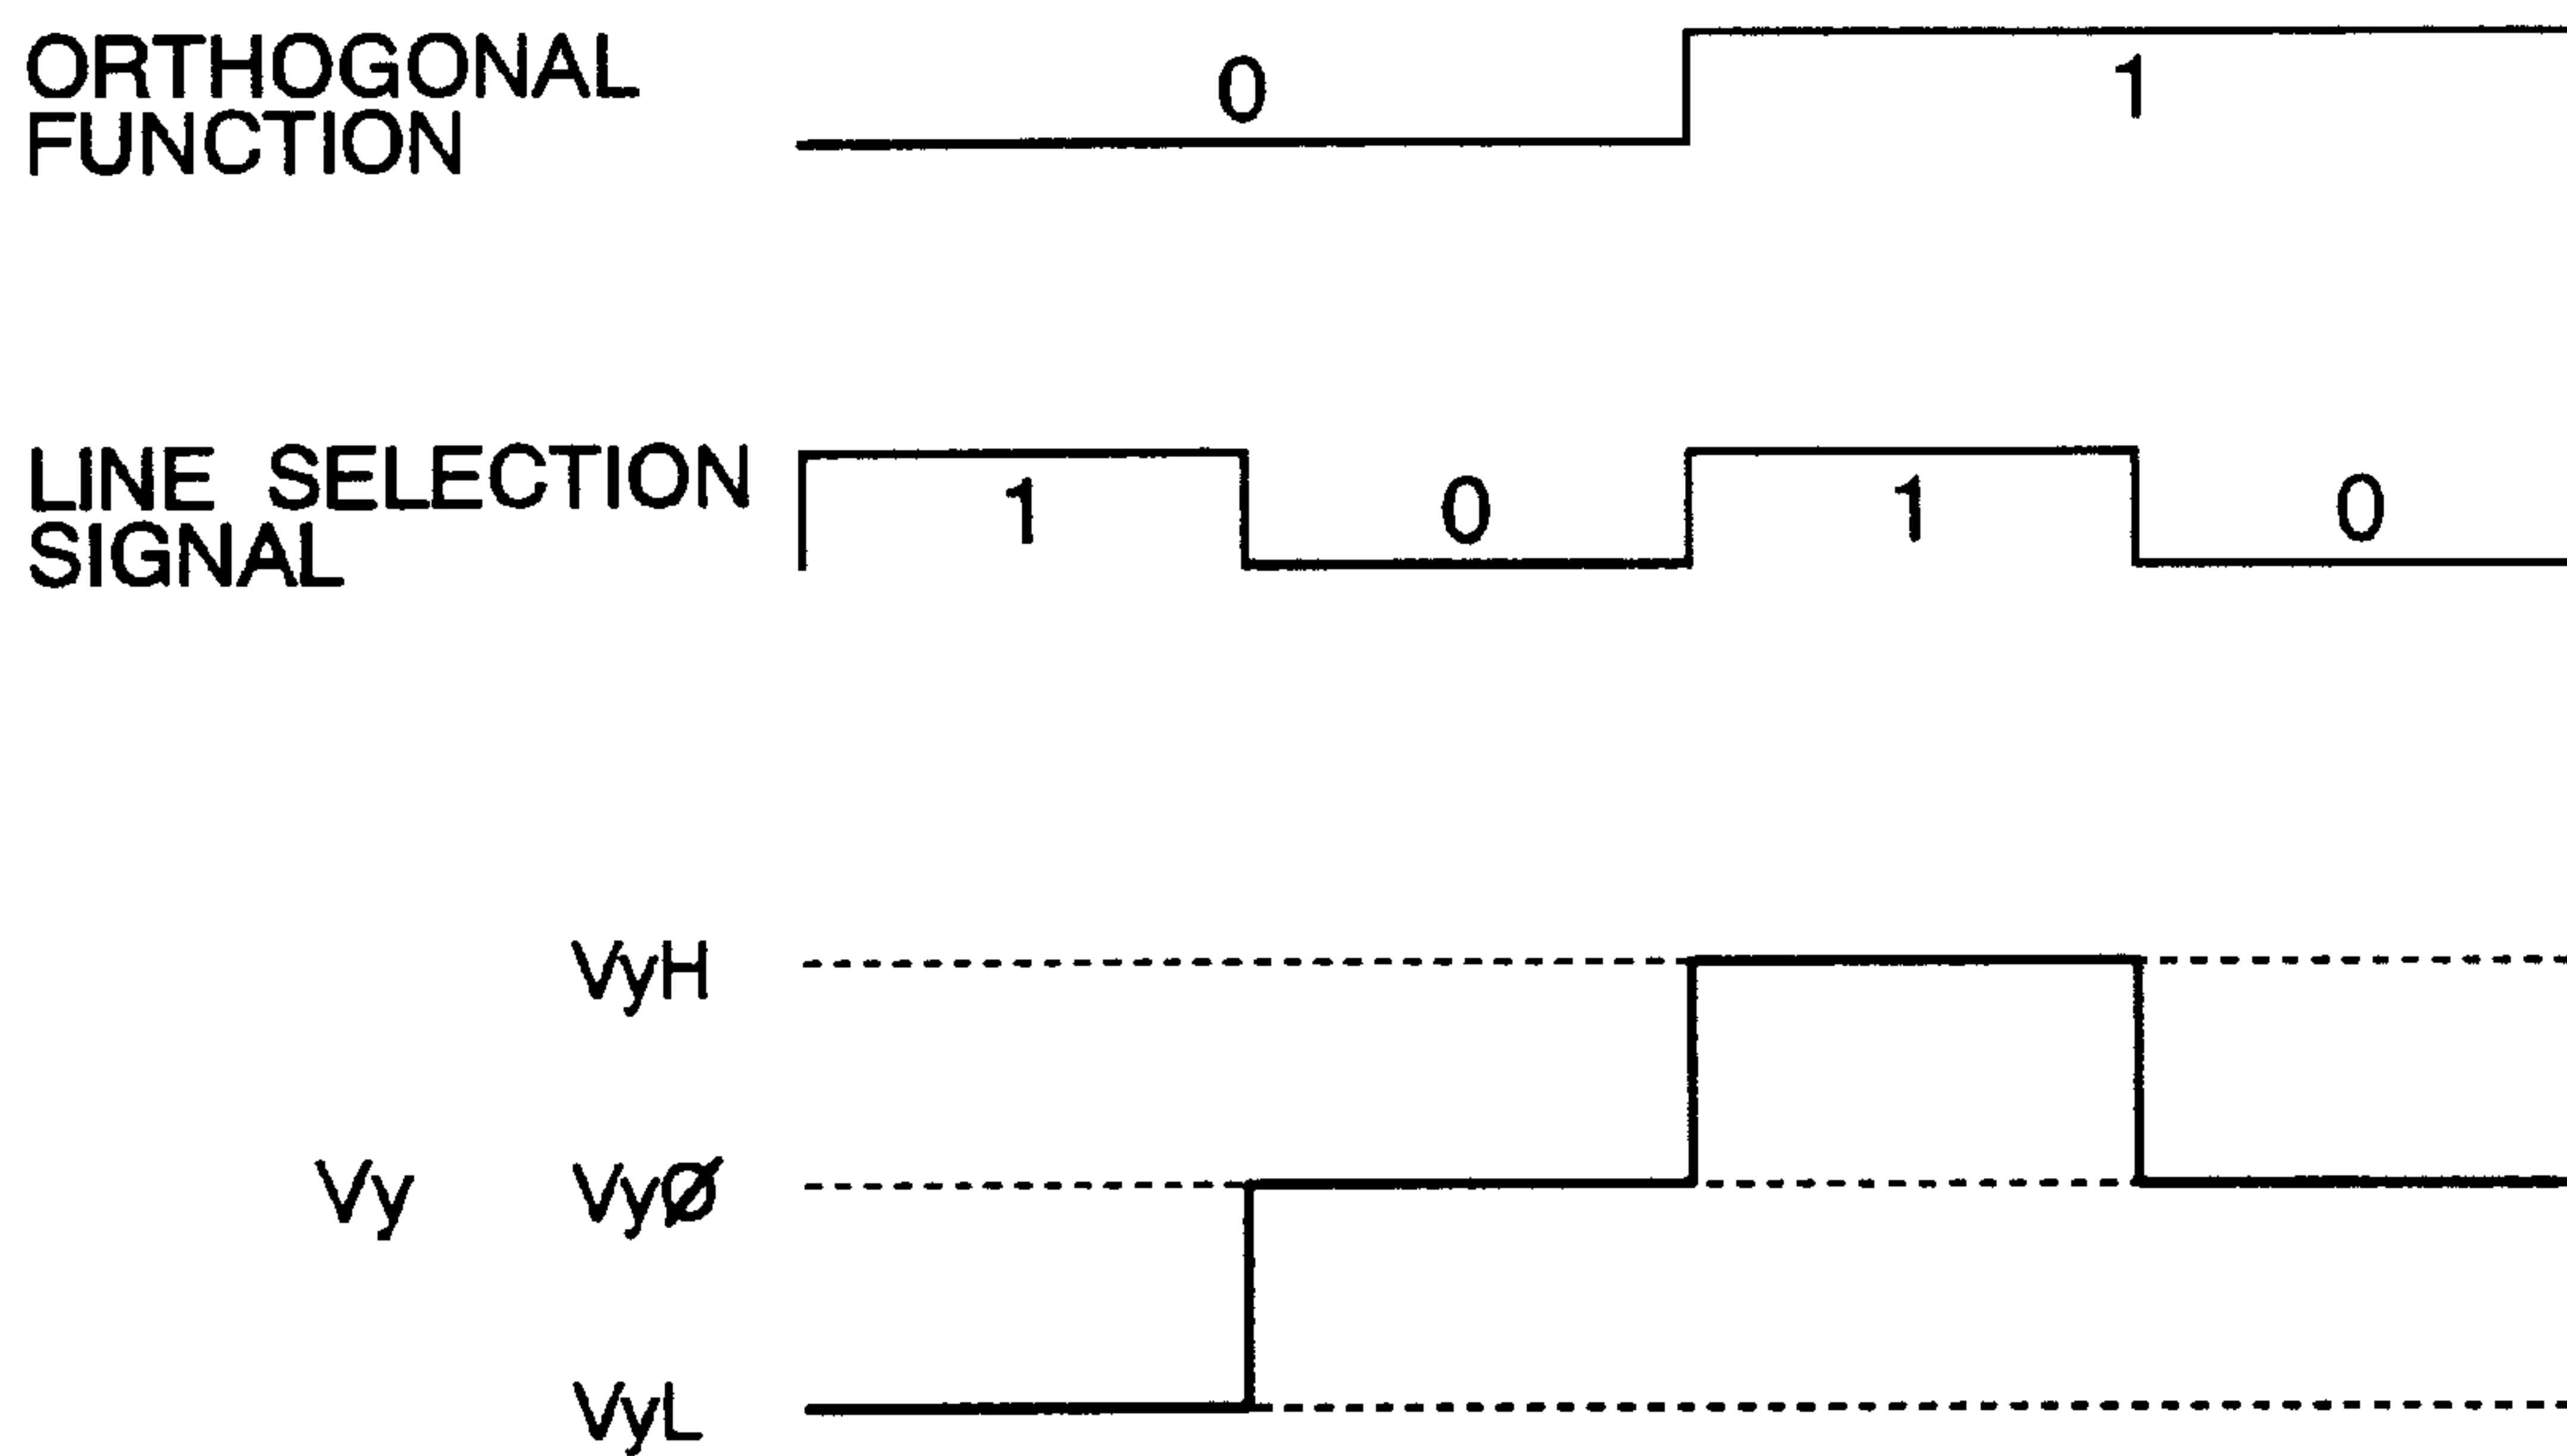 ORTHOGONAL
FUNCTION
0
1
LINE SELECTION
SIGNAL
1
0
1
0
VyH
Vy
VyØ
VyL